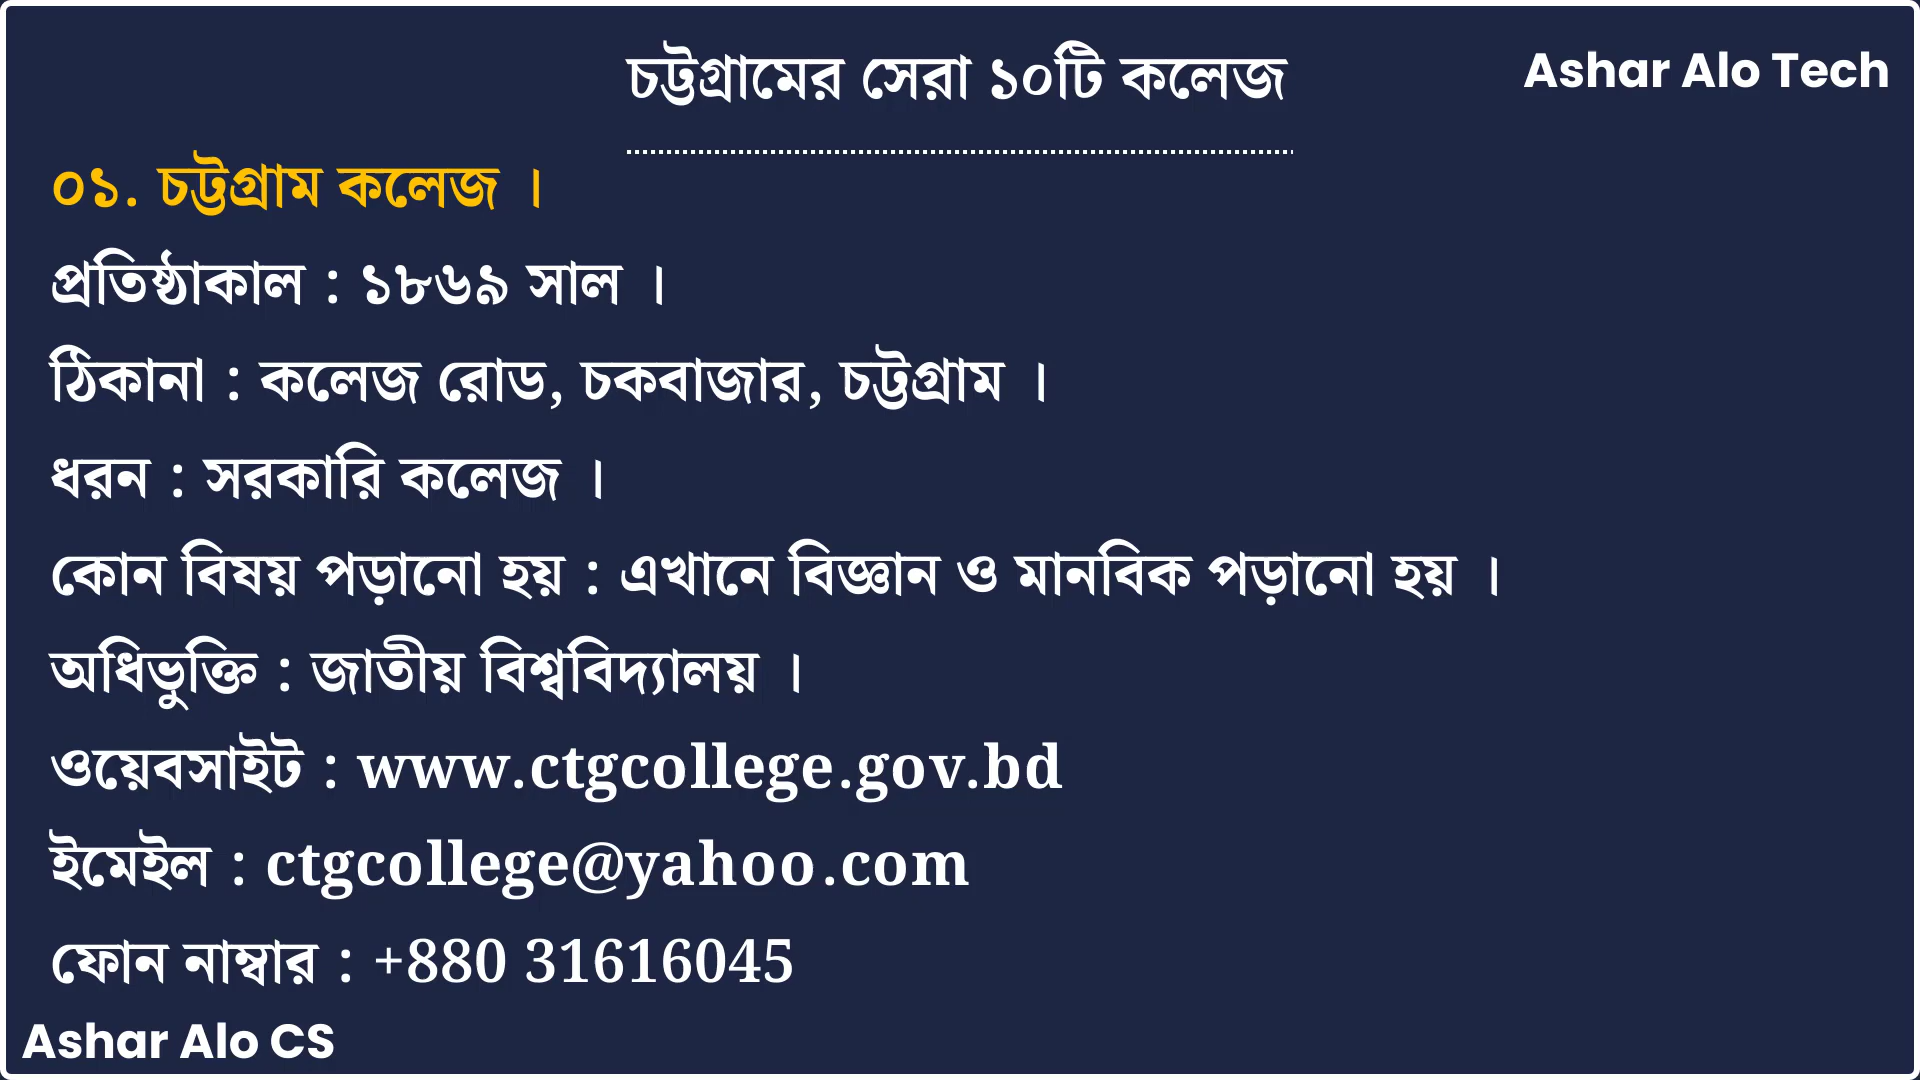 চট্টগ্রামের সেরা ১০টি কলেজ
Ashar Alo Tech
০১. চট্টগ্রাম কলেজ ।
প্রতিষ্ঠাকাল : ১৮৬৯ সাল ।
ঠিকানা : কলেজ রোড, চকবাজার, চট্টগ্রাম ।
ধরন : সরকারি কলেজ ।
কোন বিষয় পড়ানো হয় : এখানে বিজ্ঞান ও মানবিক পড়ানো হয় ।
অধিভুক্তি : জাতীয় বিশ্ববিদ্যালয় ।
ওয়েবসাইট : www.ctgcollege.gov.bd
ইমেইল : ctgcollege@yahoo.com
ফোন নাম্বার : +880 31616045
Ashar Alo CS